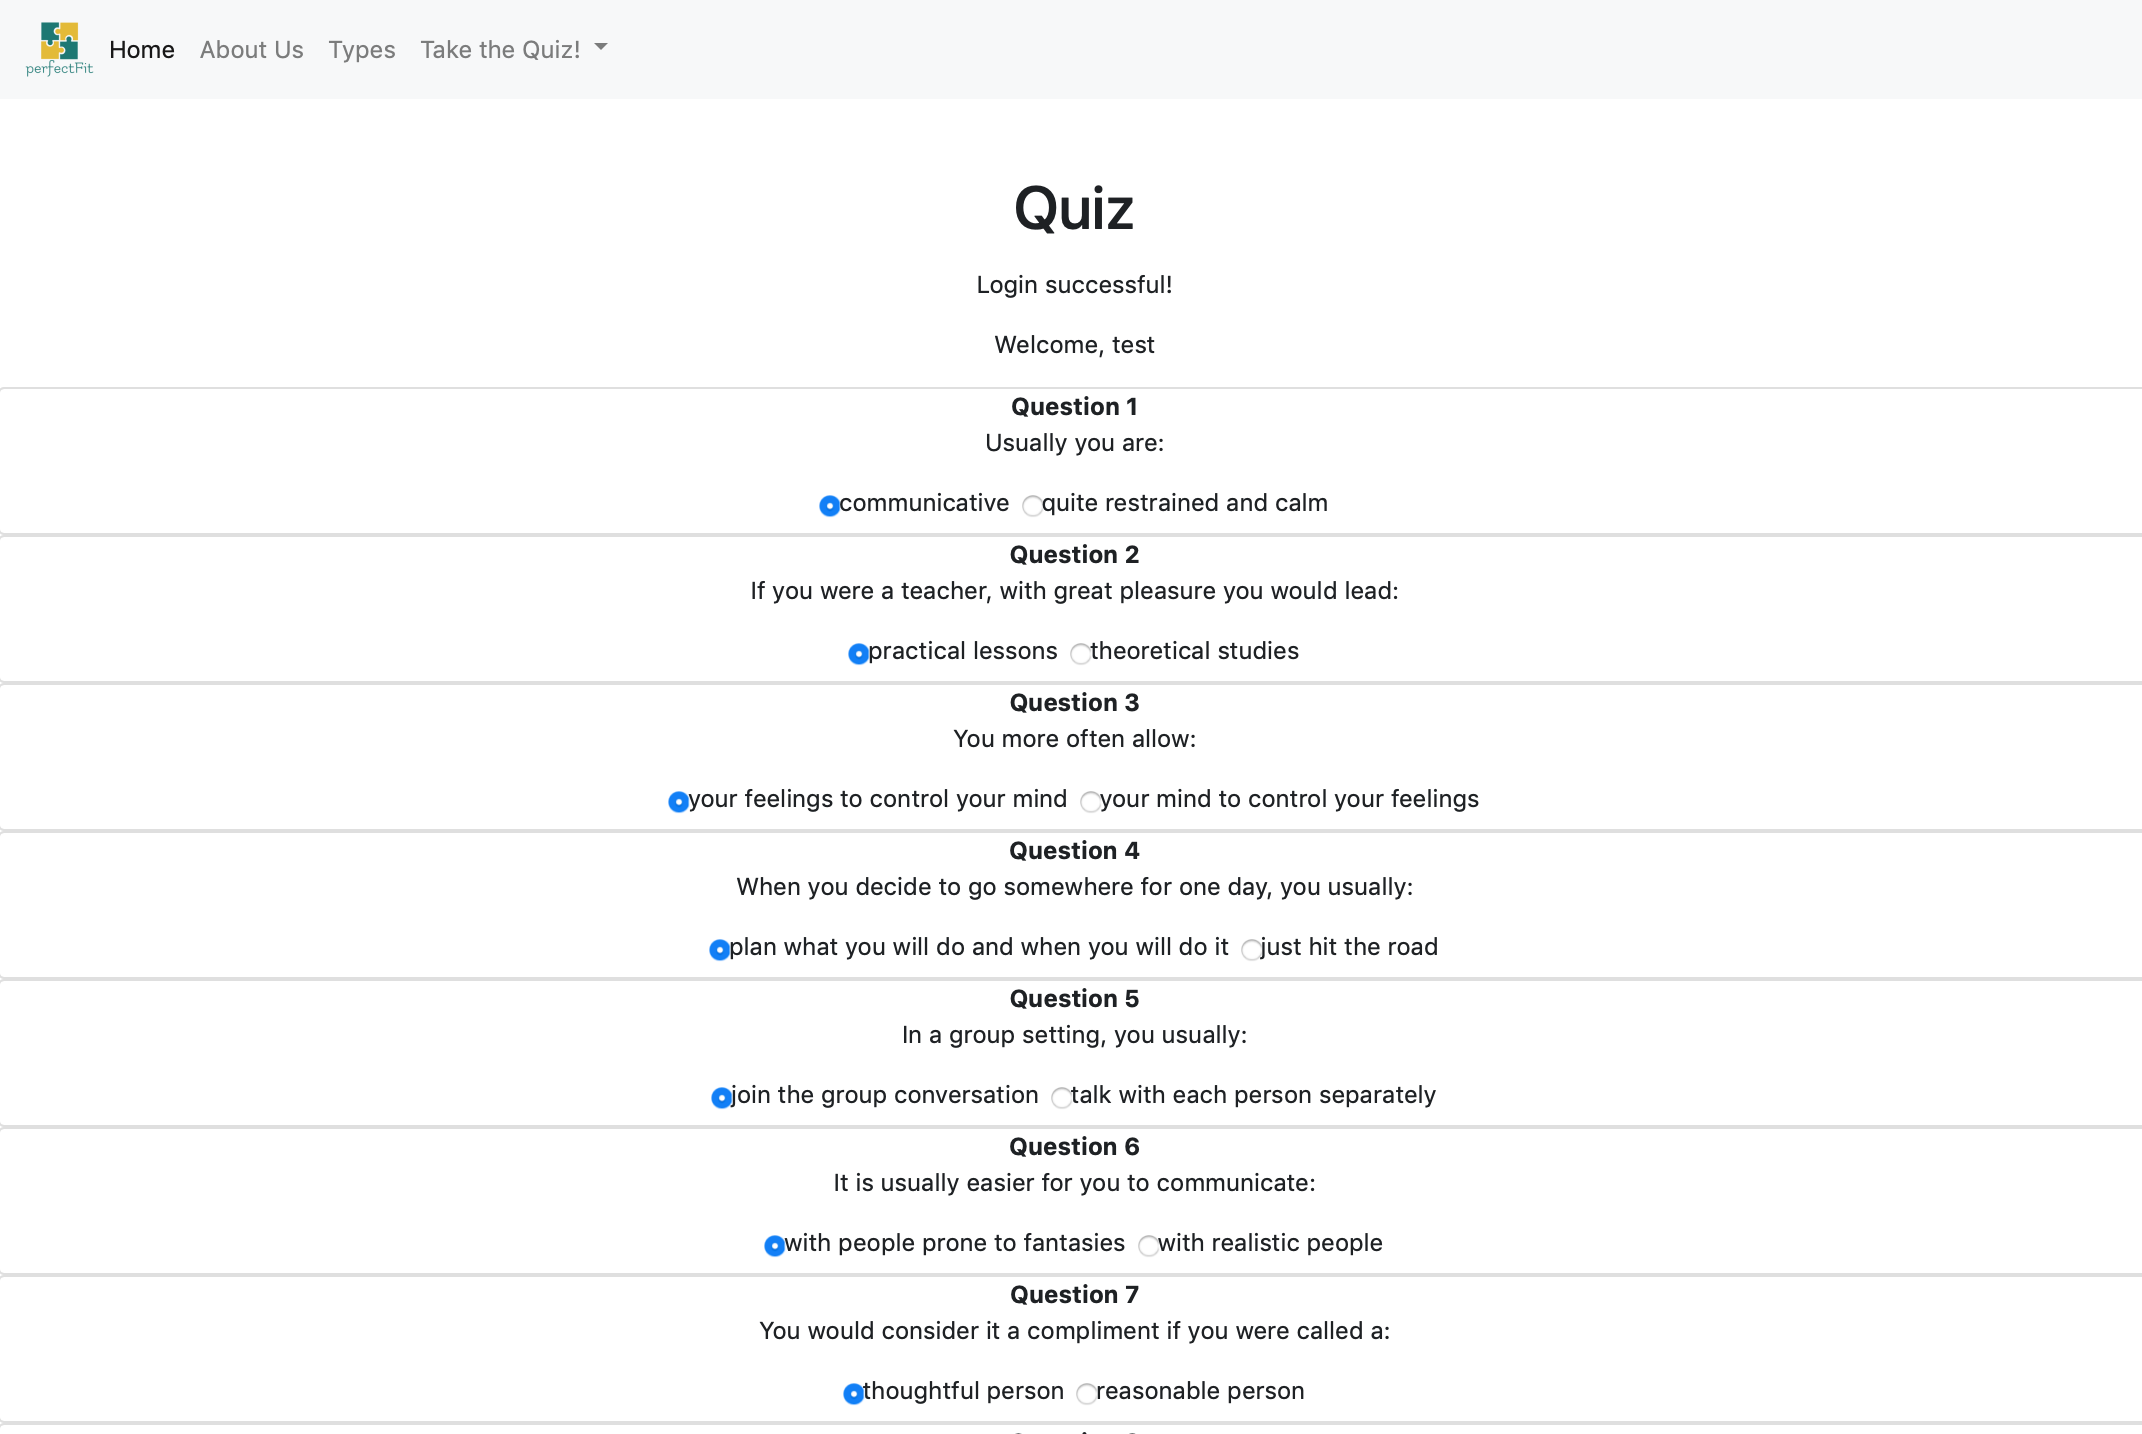 perfectFit
Home About Us Types Take the Quiz!
Quiz
Login successful!
Welcome, test
Question 1
Usually you are:
communicative quite restrained and calm
Question 2
If you were a teacher, with great pleasure you would lead:
practical lessons theoretical studies
Question 3
You more often allow:
your feelings to control your mind your mind to control your feelings
Question 4
When you decide to go somewhere for one day, you usually:
plan what you will do and when you will do it just hit the road
Question 5
In a group setting, you usually:
join the group conversation talk with each person separately
Question 6
It is usually easier for you to communicate:
with people prone to fantasies with realistic people
Question 7
You would consider it a compliment if you were called a:
thoughtful person reasonable person